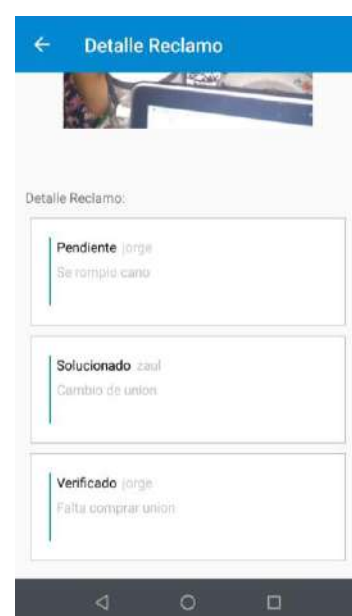 Detalle Reclamo
Detalle Reclamo:
Pendiente jorge
Se rompio cano
Solucionado zaul
Cambio de union
Verificado jorge
Falta comprar union